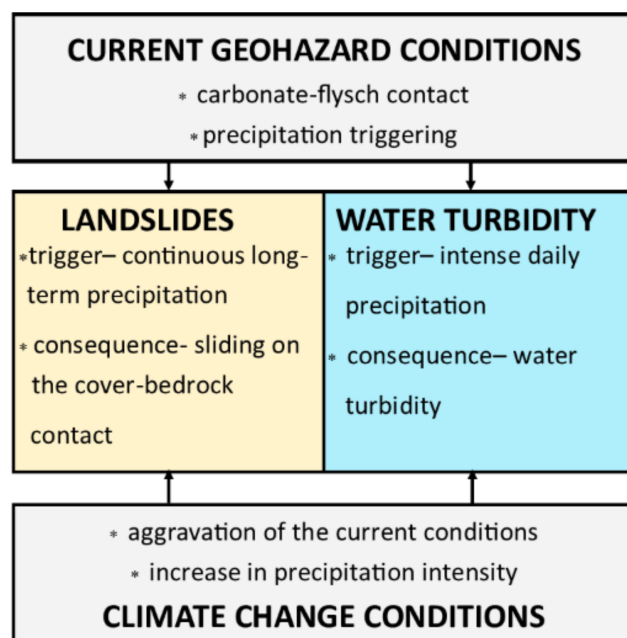 CURRENT GEOHAZARD CONDITIONS
* carbonate-flysch contact
* precipitation triggering
LANDSLIDES
* trigger– continuous long-
term precipitation
* consequence- sliding on
the cover-bedrock
contact
WATER TURBIDITY
* trigger– intense daily
precipitation
* consequence– water
turbidity
* aggravation of the current conditions
* increase in precipitation intensity
CLIMATE CHANGE CONDITIONS